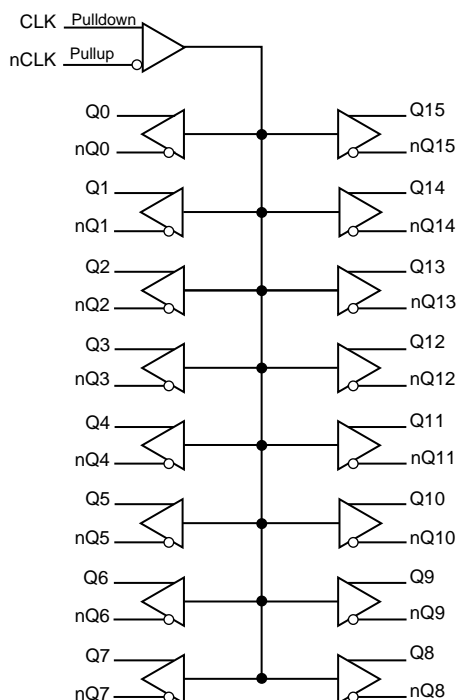 CLK Pulldown
nCLK Pullup
Q0 Q15
nQ0 nQ15
Q1 Q14
nQ1 nQ14
Q2 Q13
nQ2 nQ13
Q3 Q12
nQ3 nQ12
Q4 Q11
nQ4 nQ11
Q5 Q10
nQ5 nQ10
Q6 Q9
nQ6 nQ9
Q7 Q8
nQ7 nQ8